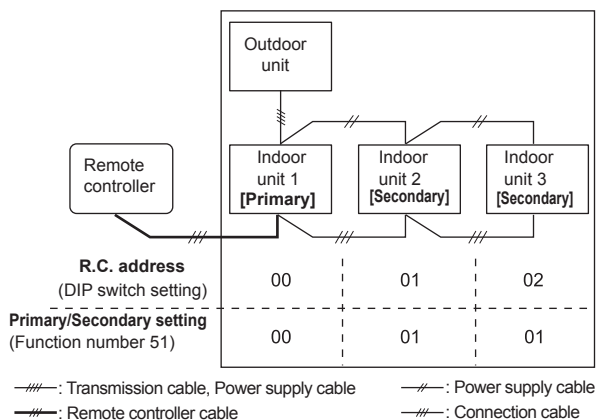 Outdoor
unit
Remote
controller
Indoor
unit 1
[Primary]
Indoor
unit 2
[Secondary]
Indoor
unit 3
[Secondary]
R.C. address
(DIP switch setting)
00
01
02
Primary/Secondary setting
(Function number 51)
00
01
01
: Transmission cable, Power supply cable
: Power supply cable
: Remote controller cable
: Connection cable